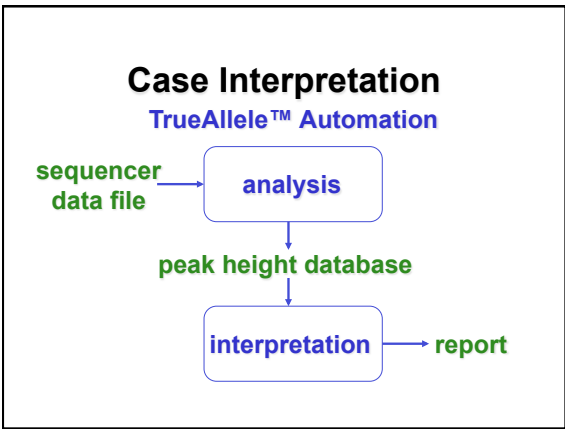 Case Interpretation
TrueAllele™ Automation
sequencer
data file
analysis
peak height database
interpretation
report